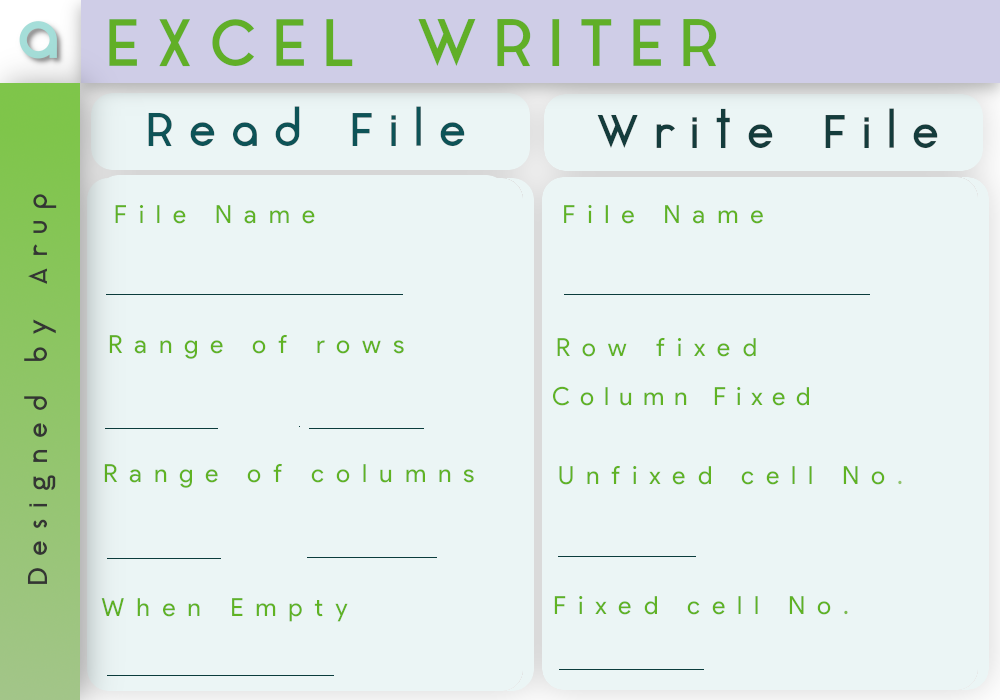 a
EXCEL WRITER
Designed by Arup
Read File
File Name
Range of rows
Range of columns
When Empty
Write File
File Name
Row fixed
Column Fixed
Unfixed cell No.
Fixed cell No.